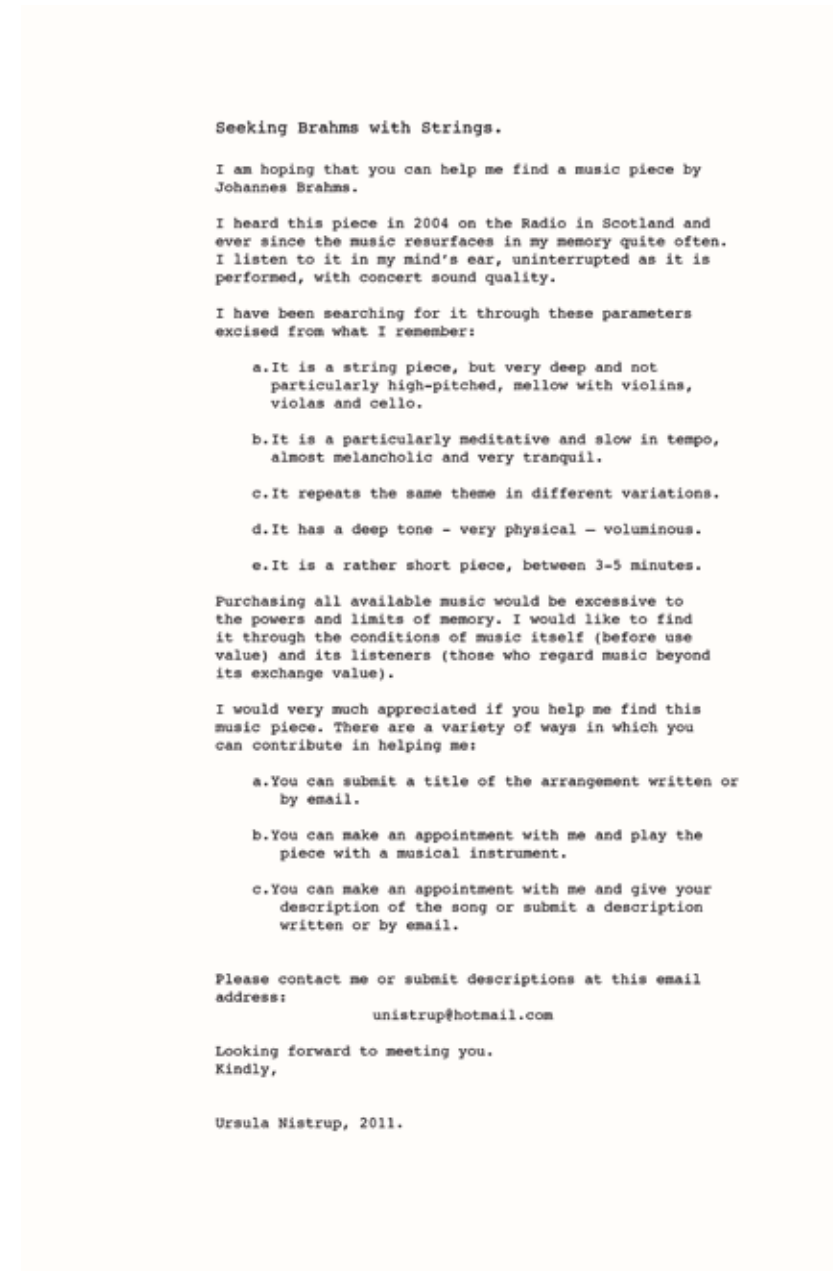 Seeking Brahms with Strings.
I am hoping that you can help me find a music piece by
Johannes Brahms.
I heard this piece in 2004 on the Radio in Scotland and
ever since the music resurfaces in my memory quite often.
I listen to it in my mind's ear, uninterrupted as it is
performed, with concert sound quality.
I have been searching for it through these parameters
excised from what I remember:
a.It is a string piece, but very deep and not
particularly high-pitched, mellow with violins,
violas and cello.
b.It is a particularly meditative and slow in tempo,
almost melancholic and very tranquil.
c.It repeats the same theme in different variations.
d.It has a deep tone - very physical – voluminous.
e.It is a rather short piece, between 3-5 minutes.
Purchasing all available music would be excessive to
the powers and limits of memory. I would like to find
it through the conditions of music itself (before use
value) and its listeners (those who regard music beyond
its exchange value).
I would very much appreciated if you help me find this
music piece. There are a variety of ways in which you
can contribute in helping me:
a.You can submit a title of the arrangement written or
by email.
b.You can make an appointment with me and play the
piece with a musical instrument.
c.You can make an appointment with me and give your
description of the song or submit a description
written or by email.
Please contact me or submit descriptions at this email
address:
unistrup@hotmail.com
Looking forward to meeting you.
Kindly,
Ursula Nistrup, 2011.